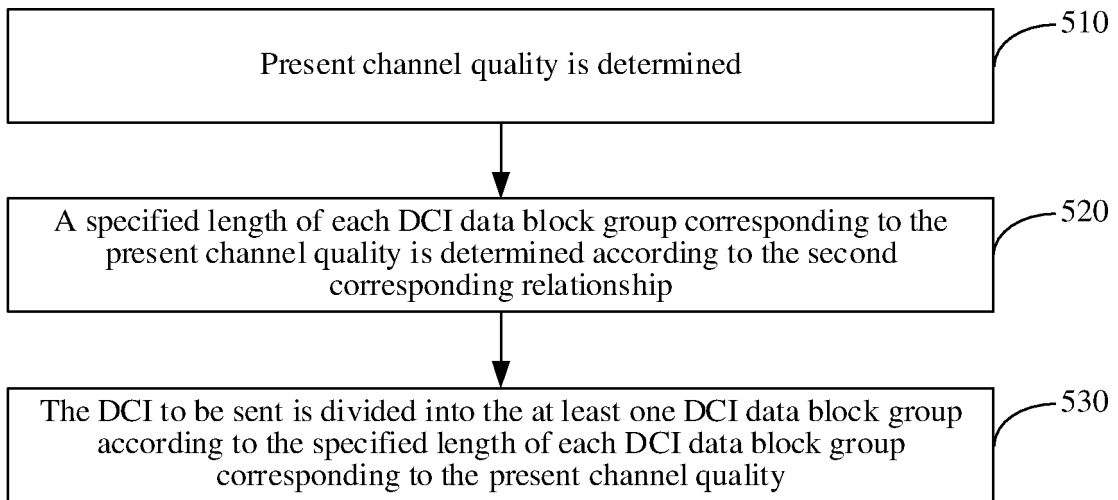 510
Present channel quality is determined
520
A specified length of each DCI data block group corresponding to the
present channel quality is determined according to the second
corresponding relationship
530
The DCI to be sent is divided into the at least one DCI data block group
according to the specified length of each DCI data block group
corresponding to the present channel quality